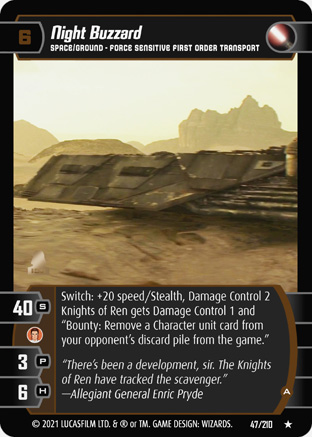 6
Night Buzzard
SPACE/GROUND - FORCE SENSITIVE FIRST ORDER TRANSPORT
40 S
3 P
6 H
Switch: +20 speed/Stealth, Damage Control 2
Knights of Ren gets Damage Control 1 and
“Bounty: Remove a Character unit card from
your opponent's discard pile from the game.”
“There's been a development, sir. The Knights
of Ren have tracked the scavenger.”
—Allegiant General Enric Pryde
A
© 2021 LUCASFILM LTD. & ® or TM. GAME DESIGN: WIZARDS.
47/210